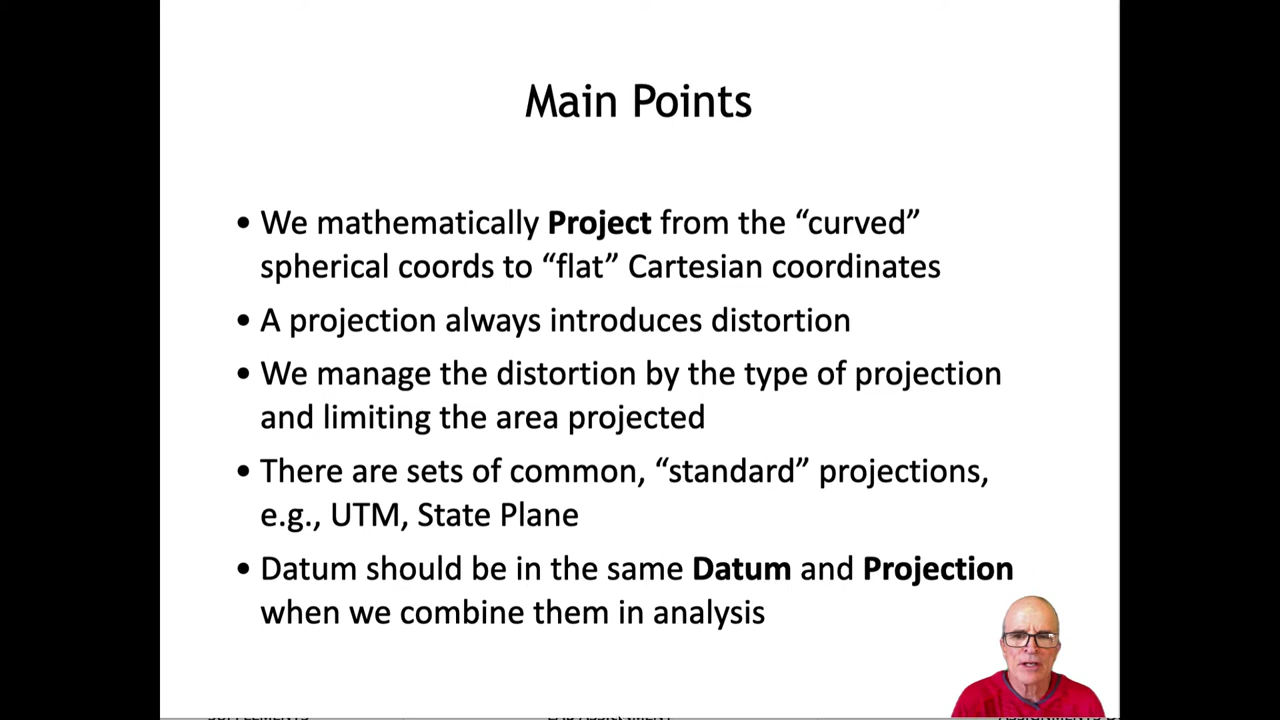 Main Points
• We mathematically Project from the “curved”
spherical coords to “flat” Cartesian coordinates
• A projection always introduces distortion
• We manage the distortion by the type of projection
and limiting the area projected
• There are sets of common, “standard” projections,
e.g., UTM, State Plane
• Datum should be in the same Datum and Projection
when we combine them in analysis